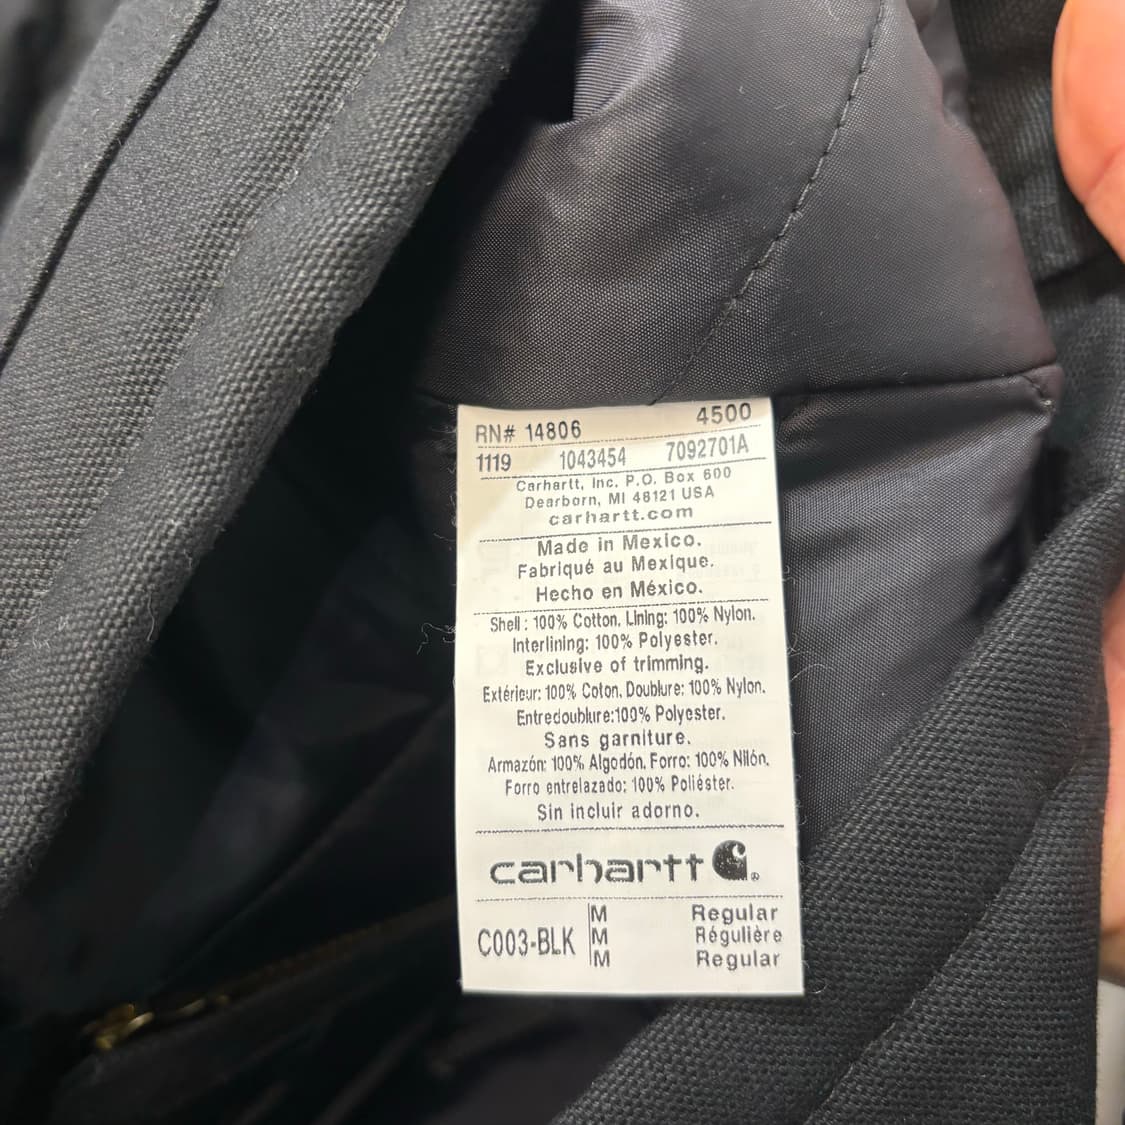 RN# 14806 4500
1119 1043454 7092701A
Carhartt, Inc. P.O. Box 600
Dearborn, MI 48121 USA
carhartt.com
Made in Mexico.
Fabriqué au Mexique.
Hecho en México.
Shell : 100% Cotton, Lining: 100% Nylon.
Interlining: 100% Polyester.
Exclusive of trimming.
Extérieur: 100% Coton, Doublure: 100% Nylon.
Entredoublure:100% Polyester.
Sans garniture.
Armazón: 100% Algodón, Forro: 100% Nilón.
Forro entrelazado: 100% Poliéster.
Sin incluir adorno.
carhartt ®
C003-BLK M Regular
M Régulière
M Regular